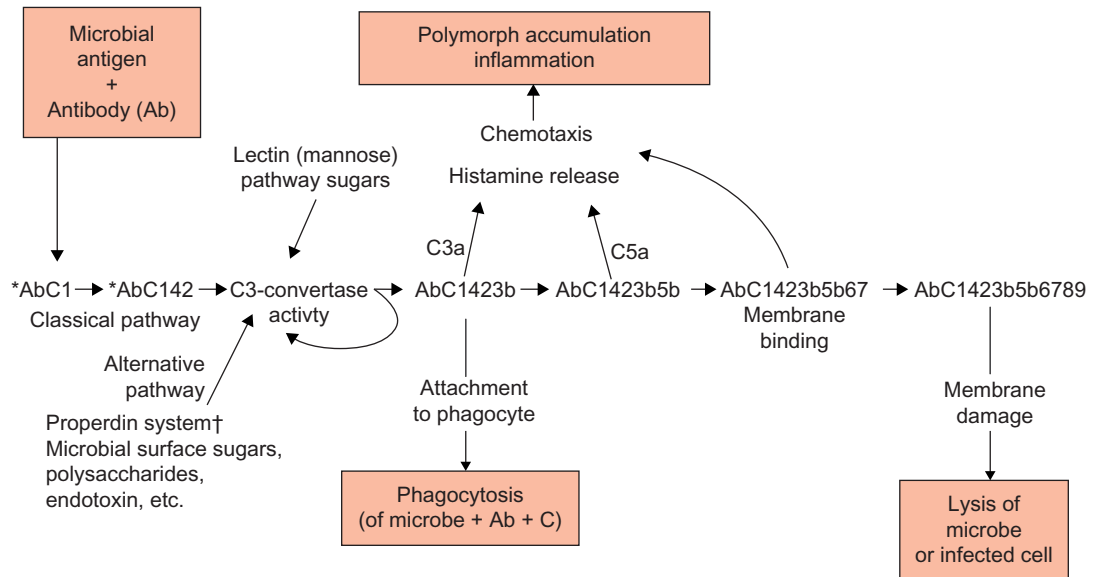 Microbial
antigen
+
Antibody (Ab)
Polymorph accumulation
inflammation
Chemotaxis
Histamine release
Lectin (mannose)
pathway sugars
C3a
C5a
*AbC1
*AbC142
C3-convertase
activty
AbC1423b
AbC1423b5b
AbC1423b5b67
Membrane
binding
AbC1423b5b6789
Classical pathway
Alternative
pathway
Properdin system†
Microbial surface sugars,
polysaccharides,
endotoxin, etc.
Attachment
to phagocyte
Membrane
damage
Phagocytosis
(of microbe + Ab + C)
Lysis of
microbe
or infected cell